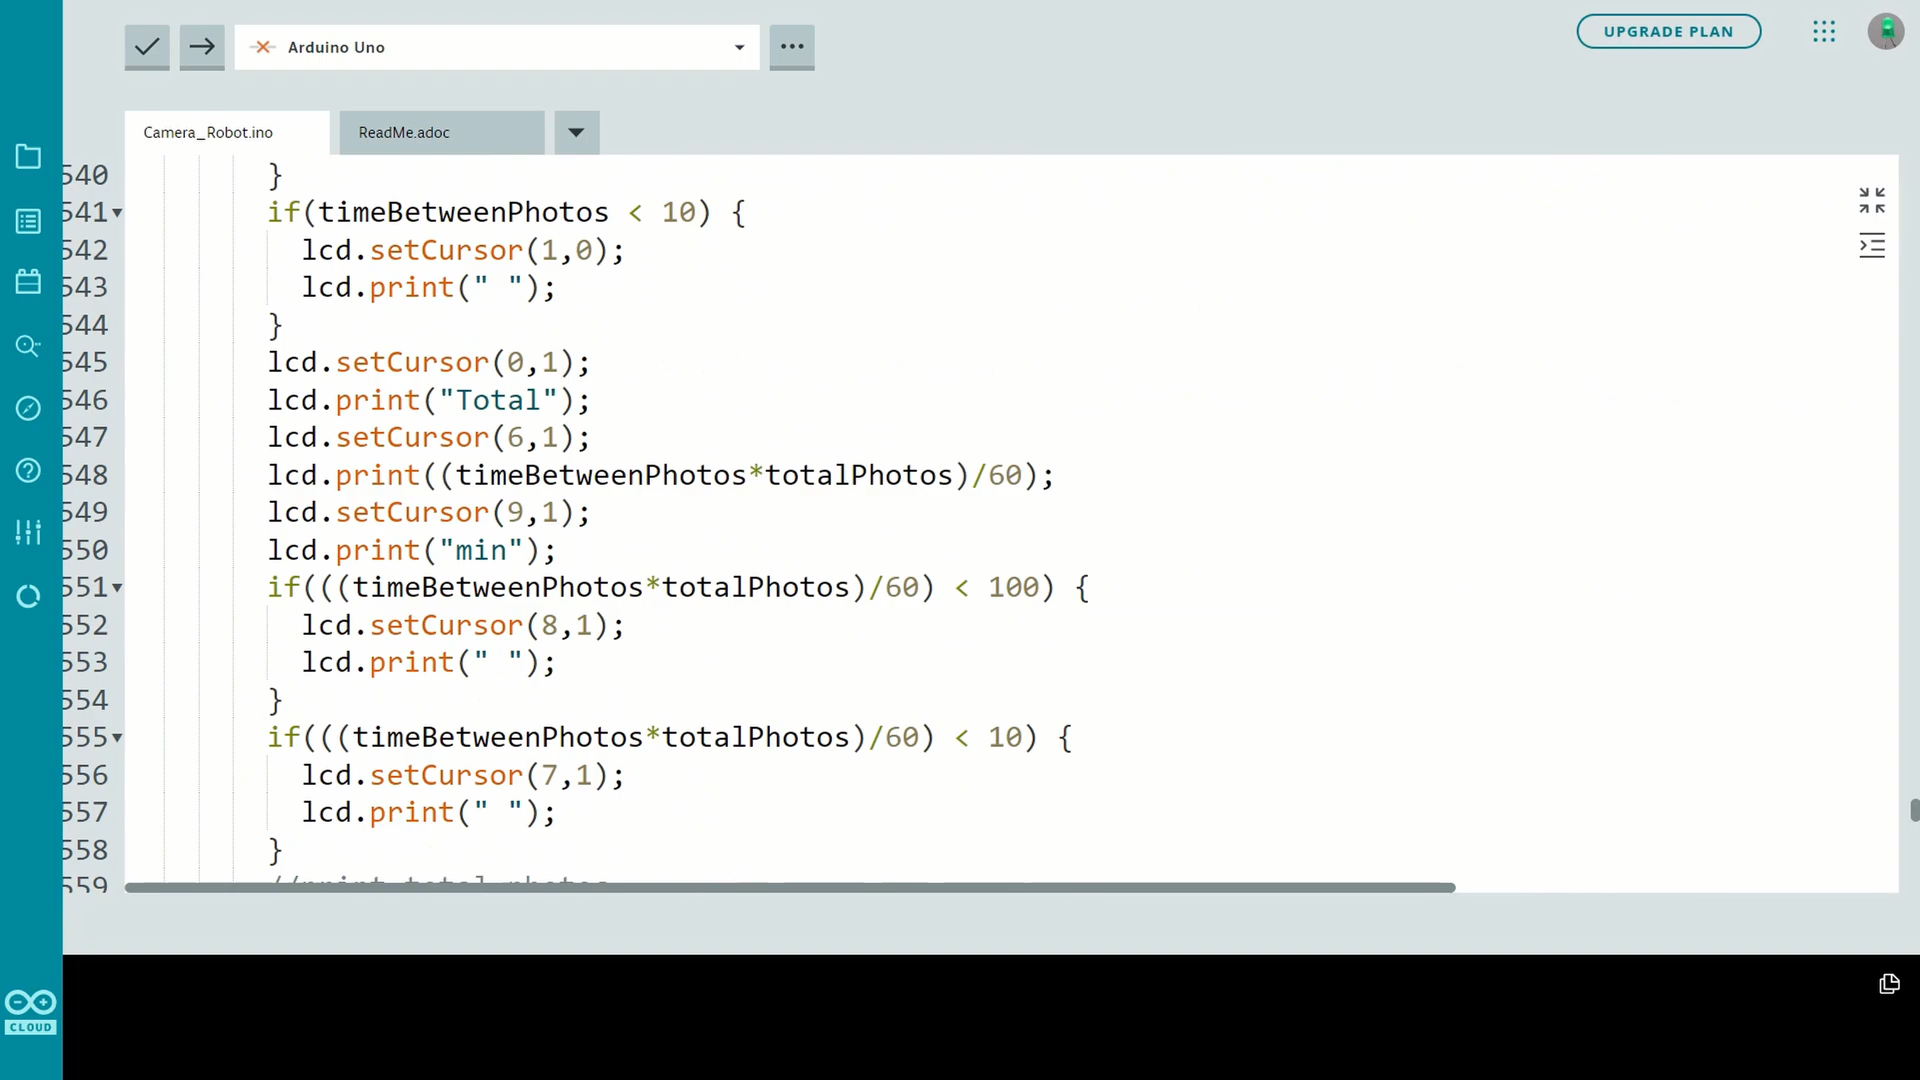 Arduino Uno
UPGRADE PLAN
Camera_Robot.ino
ReadMe.adoc
540 }
541 if(timeBetweenPhotos < 10) {
542 lcd.setCursor(1,0);
543 lcd.print(" ");
544 }
545 lcd.setCursor(0,1);
546 lcd.print("Total");
547 lcd.setCursor(6,1);
548 lcd.print((timeBetweenPhotos*totalPhotos)/60);
549 lcd.setCursor(9,1);
550 lcd.print("min");
551 if(((timeBetweenPhotos*totalPhotos)/60) < 100) {
552 lcd.setCursor(8,1);
553 lcd.print(" ");
554 }
555 if(((timeBetweenPhotos*totalPhotos)/60) < 10) {
556 lcd.setCursor(7,1);
557 lcd.print(" ");
558 }
559 //print total photos
CLOUD